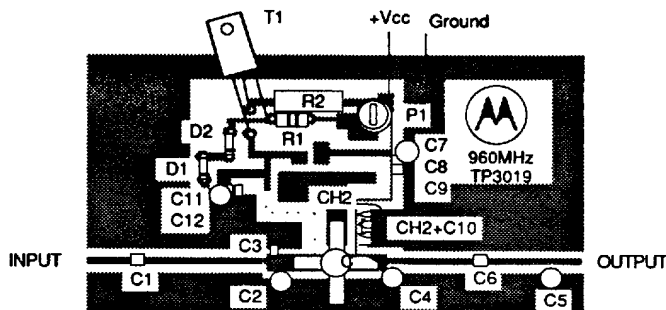 T1
+Vcc
Ground
R2
P1
D2
R1
C7
C8
C9
960MHz
TP3019
D1
C11
C12
CH2
CH2+C10
C3
INPUT
OUTPUT
C1
C2
C4
C6
C5